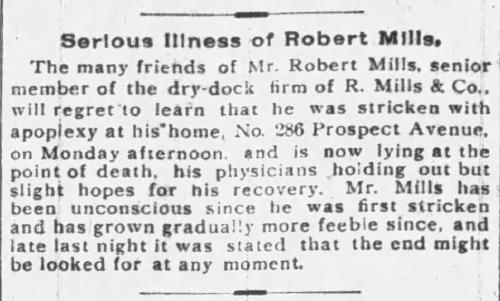 Serious Illness of Robert Mills.
The many friends of Mr. Robert Mills, senior
member of the dry-dock firm of R. Mills & Co.,
will regret to learn that he was stricken with
apoplexy at his home, No. 286 Prospect Avenue,
on Monday afternoon, and is now lying at the
point of death, his physicians holding out but
slight hopes for his recovery. Mr. Mills has
been unconscious since he was first stricken
and has grown gradually more feeble since, and
late last night it was stated that the end might
be looked for at any moment.